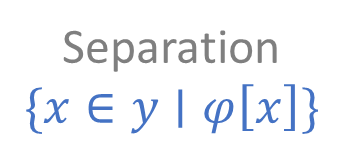 Separation
{𝑥 ∈ 𝑦 | 𝜑[𝑥]}